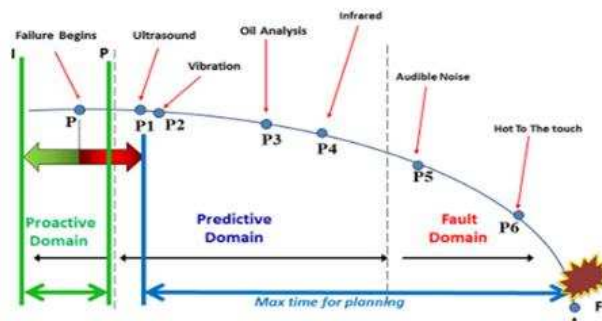 Oil Analysis
Infrared
Failure Begins
Ultrasound
I
P
Vibration
Audible Noise
P
P1
P2
P3
P4
Hot To The touch
P5
P6
Proactive
Domain
Predictive
Domain
Fault
Domain
Max time for planning
F